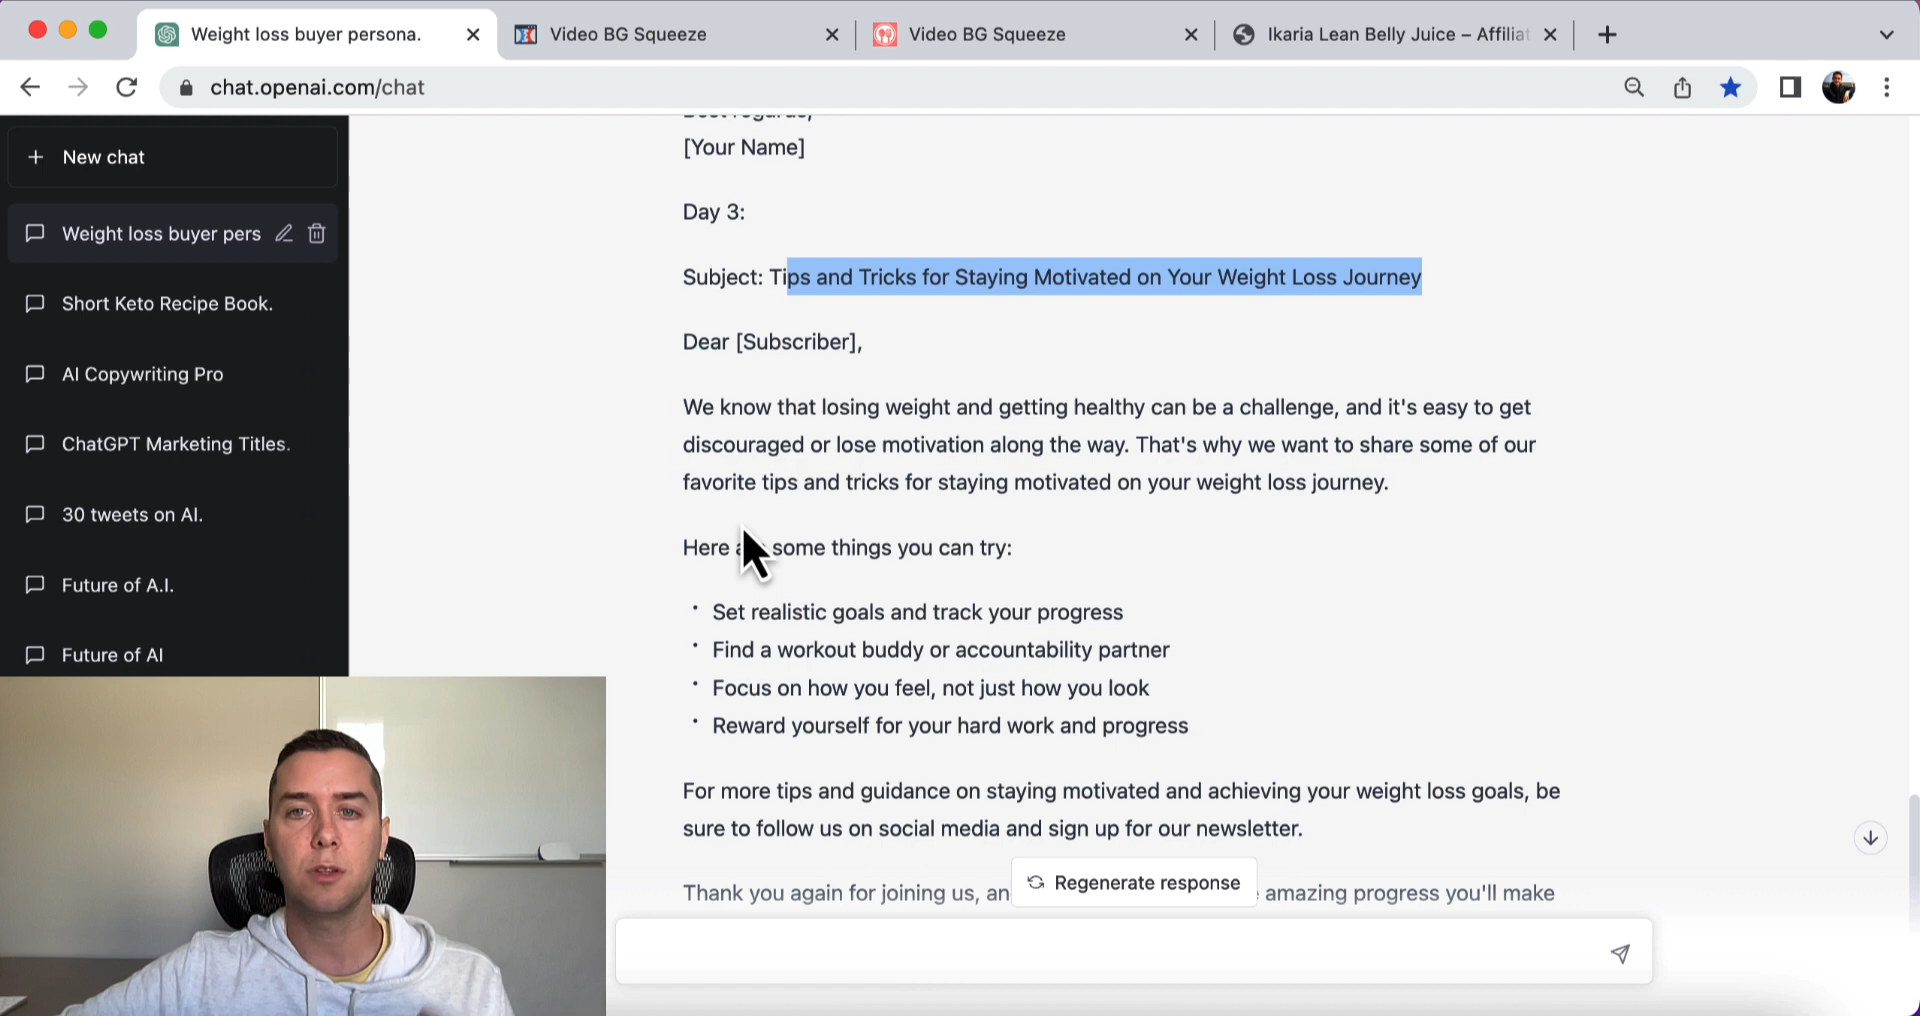 Weight loss buyer persona.
Video BG Squeeze
Video BG Squeeze
Ikaria Lean Belly Juice – Affiliat
chat.openai.com/chat
New chat
Weight loss buyer pers
Short Keto Recipe Book.
AI Copywriting Pro
ChatGPT Marketing Titles.
30 tweets on AI.
Future of A.I.
Future of AI
Best regards,
[Your Name]
Day 3:
Subject: Tips and Tricks for Staying Motivated on Your Weight Loss Journey
Dear [Subscriber],
We know that losing weight and getting healthy can be a challenge, and it's easy to get
discouraged or lose motivation along the way. That's why we want to share some of our
favorite tips and tricks for staying motivated on your weight loss journey.
Here some things you can try:
• Set realistic goals and track your progress
• Find a workout buddy or accountability partner
• Focus on how you feel, not just how you look
• Reward yourself for your hard work and progress
For more tips and guidance on staying motivated and achieving your weight loss goals, be
sure to follow us on social media and sign up for our newsletter.
Thank you again for joining us, an amazing progress you'll make
Regenerate response